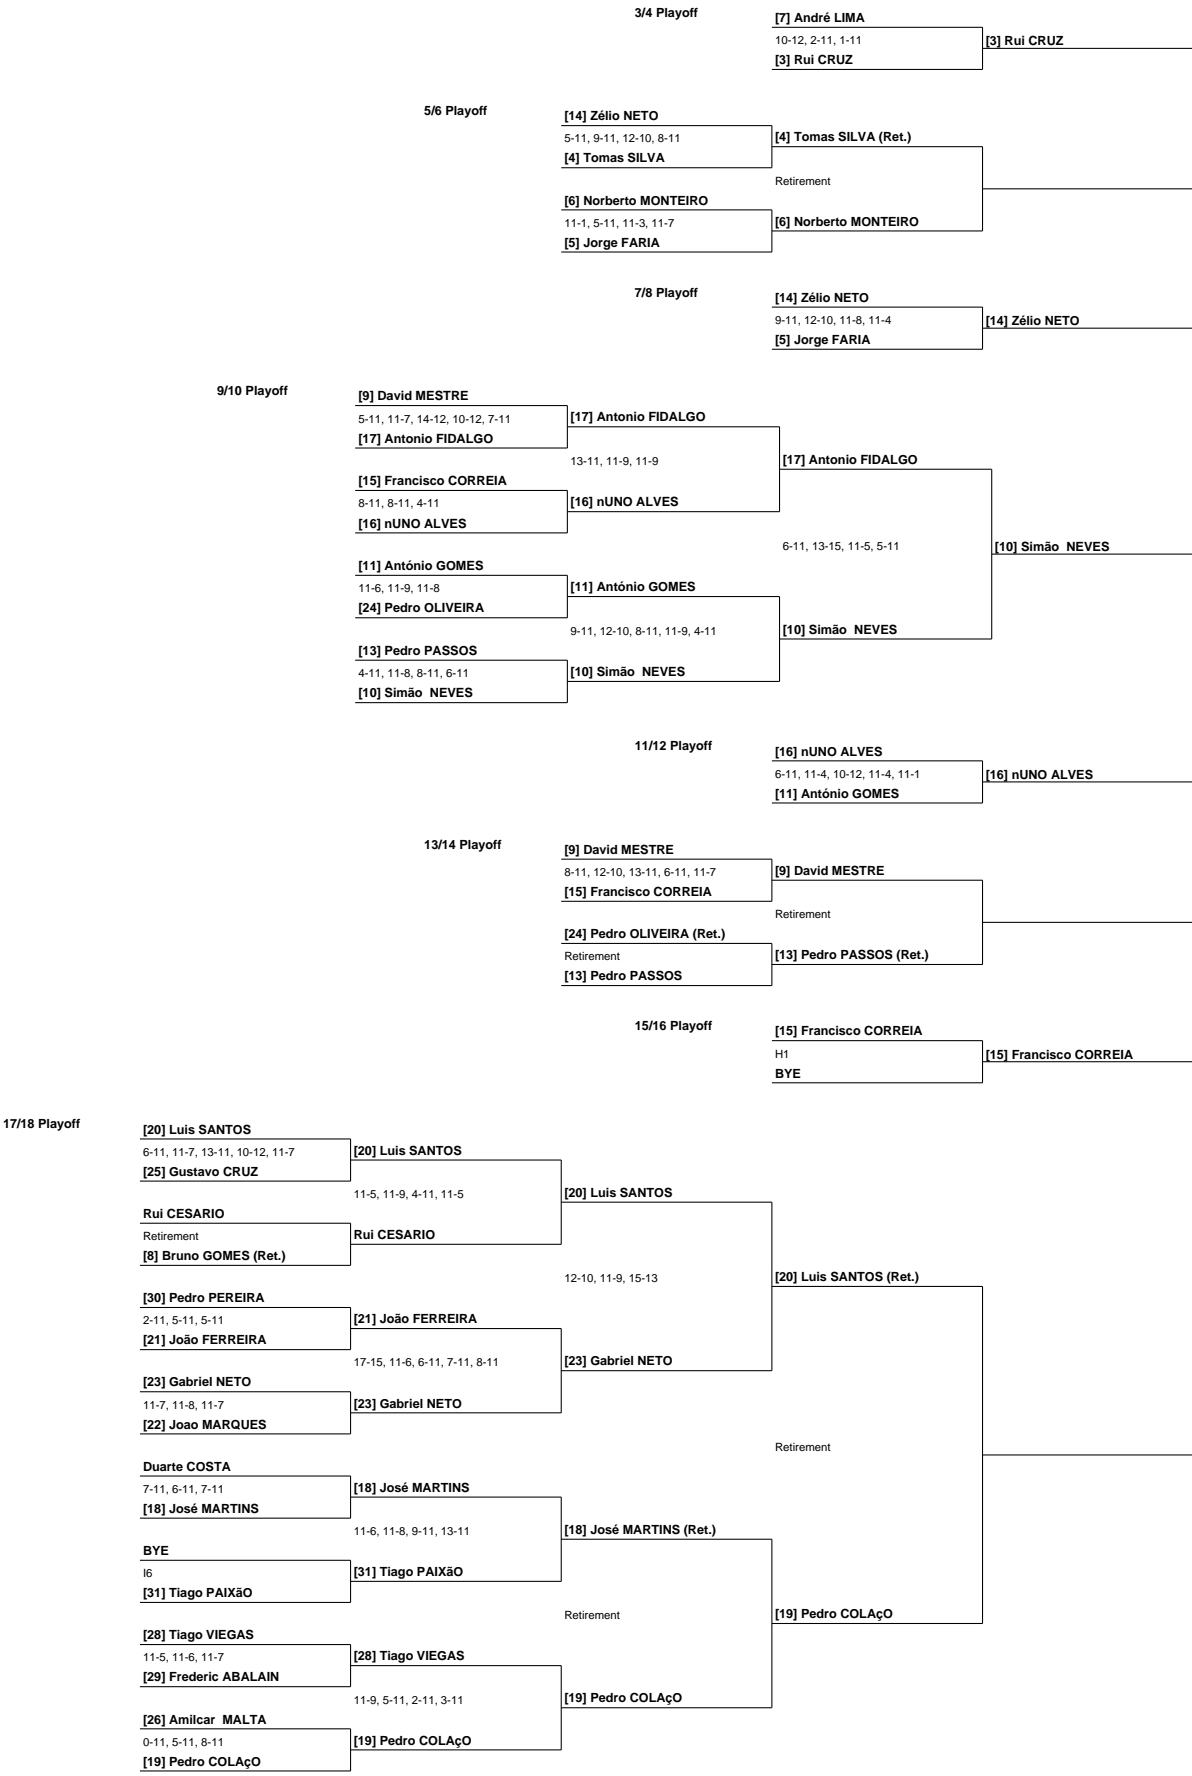 3/4 Playoff
[7] André LIMA
10-12, 2-11, 1-11
[3] Rui CRUZ
[3] Rui CRUZ
5/6 Playoff
[14] Zélio NETO
5-11, 9-11, 12-10, 8-11
[4] Tomas SILVA
[4] Tomas SILVA (Ret.)
Retirement
[6] Norberto MONTEIRO
11-1, 5-11, 11-3, 11-7
[5] Jorge FARIA
[6] Norberto MONTEIRO
7/8 Playoff
[14] Zélio NETO
9-11, 12-10, 11-8, 11-4
[5] Jorge FARIA
[14] Zélio NETO
9/10 Playoff
[9] David MESTRE
5-11, 11-7, 14-12, 10-12, 7-11
[17] Antonio FIDALGO
[17] Antonio FIDALGO
13-11, 11-9, 11-9
[17] Antonio FIDALGO
[15] Francisco CORREIA
8-11, 8-11, 4-11
[16] nUNO ALVES
[16] nUNO ALVES
6-11, 13-15, 11-5, 5-11
[10] Simão  NEVES
[11] António GOMES
11-6, 11-9, 11-8
[24] Pedro OLIVEIRA
[11] António GOMES
9-11, 12-10, 8-11, 11-9, 4-11
[10] Simão  NEVES
[13] Pedro PASSOS
4-11, 11-8, 8-11, 6-11
[10] Simão  NEVES
[10] Simão  NEVES
11/12 Playoff
[16] nUNO ALVES
6-11, 11-4, 10-12, 11-4, 11-1
[11] António GOMES
[16] nUNO ALVES
13/14 Playoff
[9] David MESTRE
8-11, 12-10, 13-11, 6-11, 11-7
[15] Francisco CORREIA
[9] David MESTRE
Retirement
[24] Pedro OLIVEIRA (Ret.)
Retirement
[13] Pedro PASSOS
[13] Pedro PASSOS (Ret.)
15/16 Playoff
[15] Francisco CORREIA
H1
BYE
[15] Francisco CORREIA
17/18 Playoff
[20] Luis SANTOS
6-11, 11-7, 13-11, 10-12, 11-7
[25] Gustavo CRUZ
[20] Luis SANTOS
11-5, 11-9, 4-11, 11-5
[20] Luis SANTOS
Rui CESARIO
Retirement
[8] Bruno GOMES (Ret.)
Rui CESARIO
12-10, 11-9, 15-13
[20] Luis SANTOS (Ret.)
[30] Pedro PEREIRA
2-11, 5-11, 5-11
[21] João FERREIRA
[21] João FERREIRA
17-15, 11-6, 6-11, 7-11, 8-11
[23] Gabriel NETO
[23] Gabriel NETO
11-7, 11-8, 11-7
[22] Joao MARQUES
[23] Gabriel NETO
Retirement
Duarte COSTA
7-11, 6-11, 7-11
[18] José MARTINS
[18] José MARTINS
11-6, 11-8, 9-11, 13-11
[18] José MARTINS (Ret.)
BYE
I6
[31] Tiago PAIXãO
[31] Tiago PAIXãO
Retirement
[19] Pedro COLAçO
[28] Tiago VIEGAS
11-5, 11-6, 11-7
[29] Frederic ABALAIN
[28] Tiago VIEGAS
11-9, 5-11, 2-11, 3-11
[19] Pedro COLAçO
[26] Amilcar  MALTA
0-11, 5-11, 8-11
[19] Pedro COLAçO
[19] Pedro COLAçO